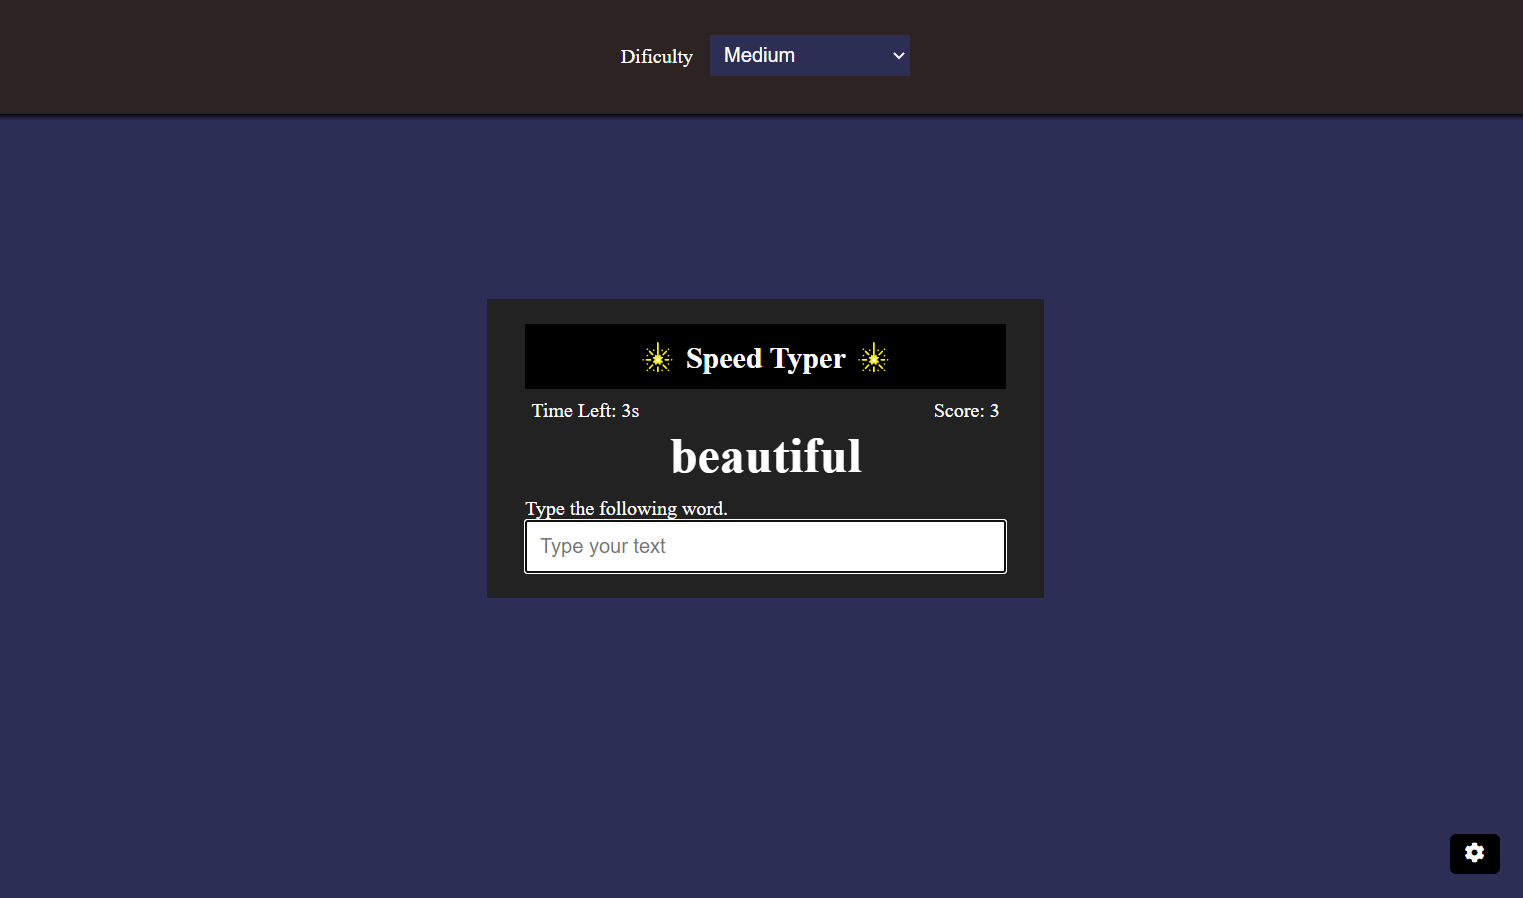 Dificulty Medium
Speed Typer
Time Left: 3s Score: 3
beautiful
Type the following word.
Type your text